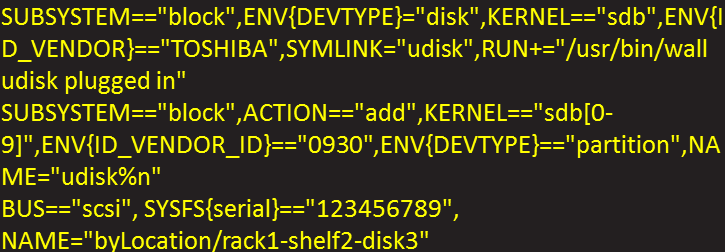 SUBSYSTEM=="block",ENV{DEVTYPE}="disk",KERNEL=="sdb",ENV{I
D_VENDOR}=="TOSHIBA",SYMLINK="udisk",RUN+="/usr/bin/wall
udisk plugged in"
SUBSYSTEM=="block",ACTION=="add",KERNEL=="sdb[0-
9]",ENV{ID_VENDOR_ID}=="0930",ENV{DEVTYPE}=="partition",NA
ME="udisk%n"
BUS=="scsi", SYSFS{serial}=="123456789",
NAME="byLocation/rack1-shelf2-disk3"